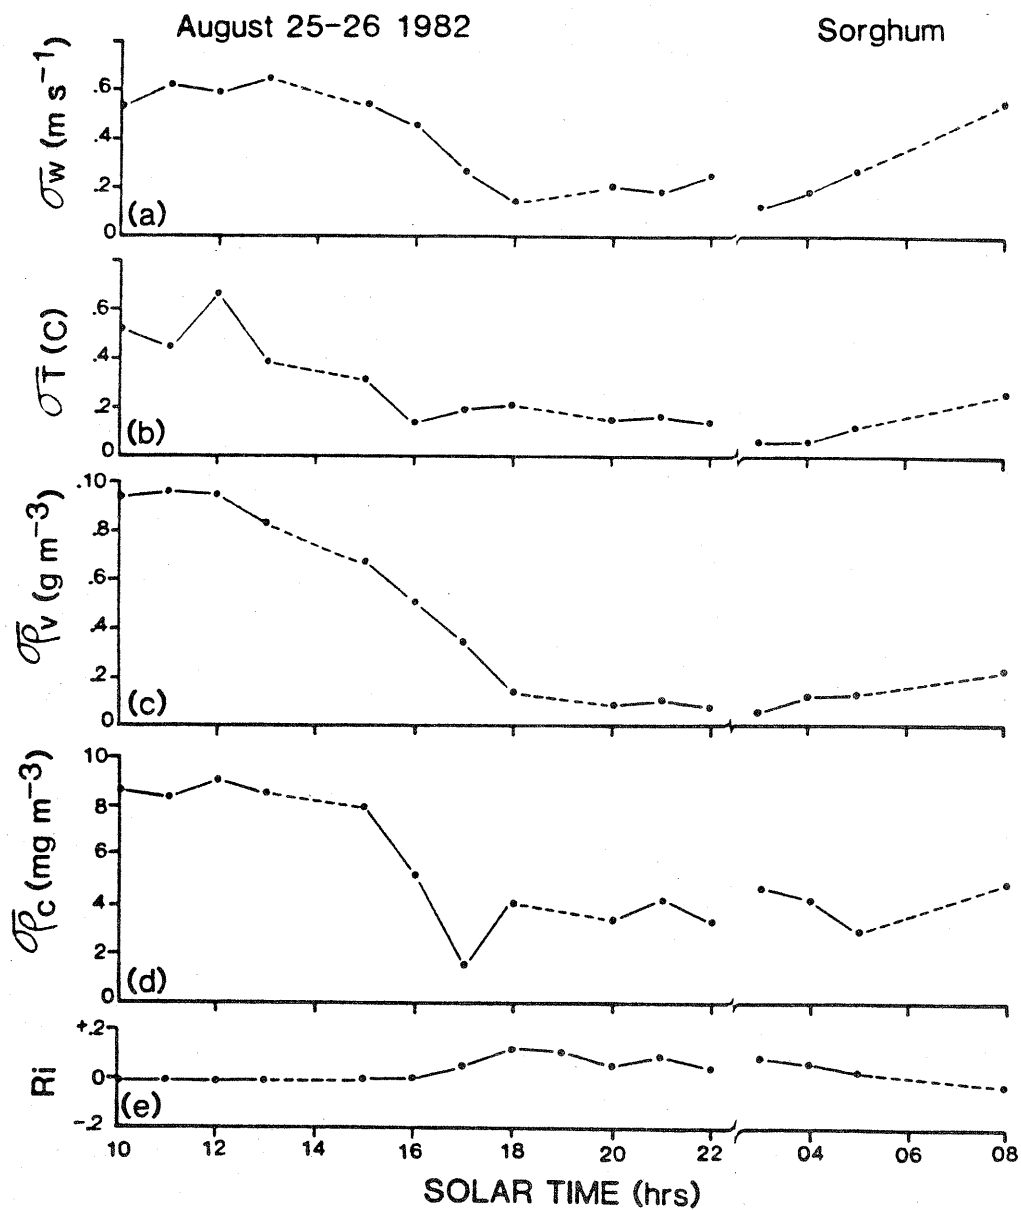 August 25-26 1982 Sorghum
σw (m s⁻¹)
.6
.4
.2
0
(a)
σT (C)
.6
.4
.2
0
(b)
σρv (g m⁻³)
.10
.8
.6
.4
.2
0
(c)
σρc (mg m⁻³)
10
8
6
4
2
0
(d)
Ri
+.2
0
-.2
(e)
10 12 14 16 18 20 22 04 06 08
SOLAR TIME (hrs)